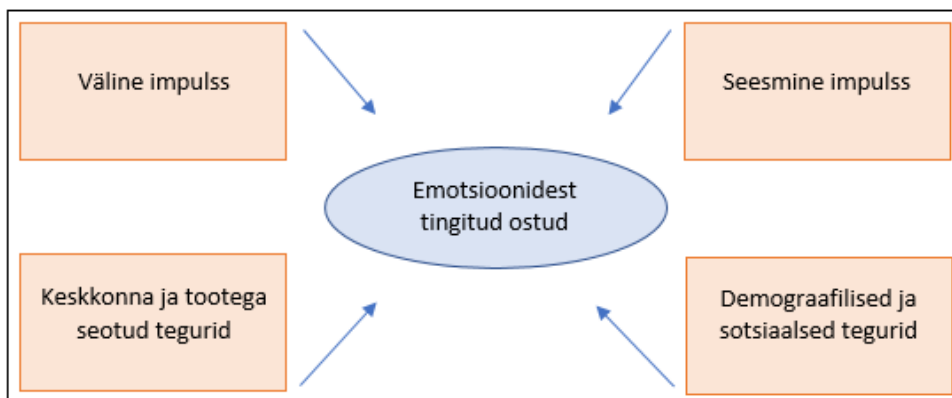 Väline impulss
Seesmine impulss
Emotsioonidest
tingitud ostud
Keskkonna ja tootega
seotud tegurid
Demograafilised ja
sotsiaalsed tegurid